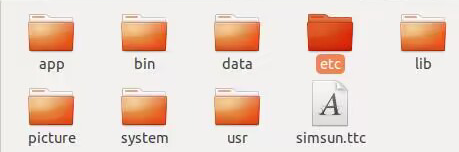 app bin data etc lib
picture system usr simsun.ttc